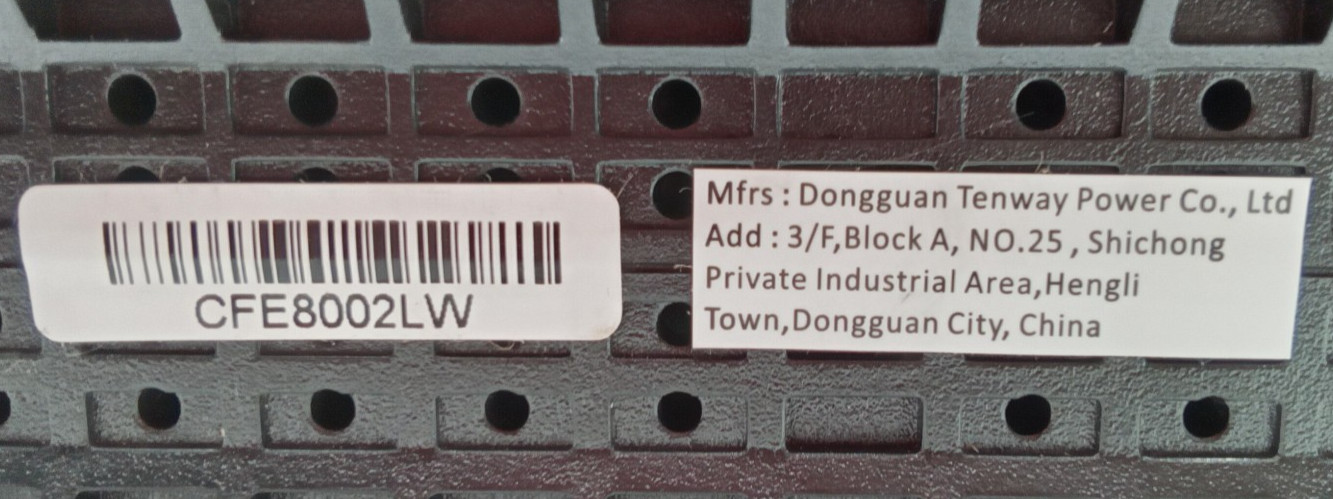 CFE8002LW
Mfrs : Dongguan Tenway Power Co., Ltd
Add : 3/F,Block A, NO.25 , Shichong
Private Industrial Area,Hengli
Town,Dongguan City, China